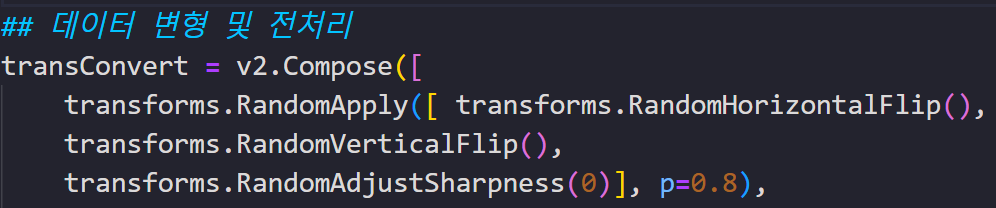 ## 데이터 변형 및 전처리
transConvert = v2.Compose([
    transforms.RandomApply([ transforms.RandomHorizontalFlip(),
    transforms.RandomVerticalFlip(),
    transforms.RandomAdjustSharpness(0)], p=0.8),